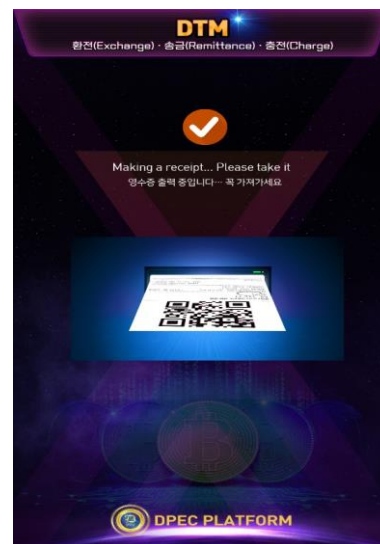 DTM
환전(Exchange) · 송금(Remittance) · 충전(Charge)
Making a receipt... Please take it
영수증 출력 중입니다··· 꼭 가져가세요
DPEC PLATFORM